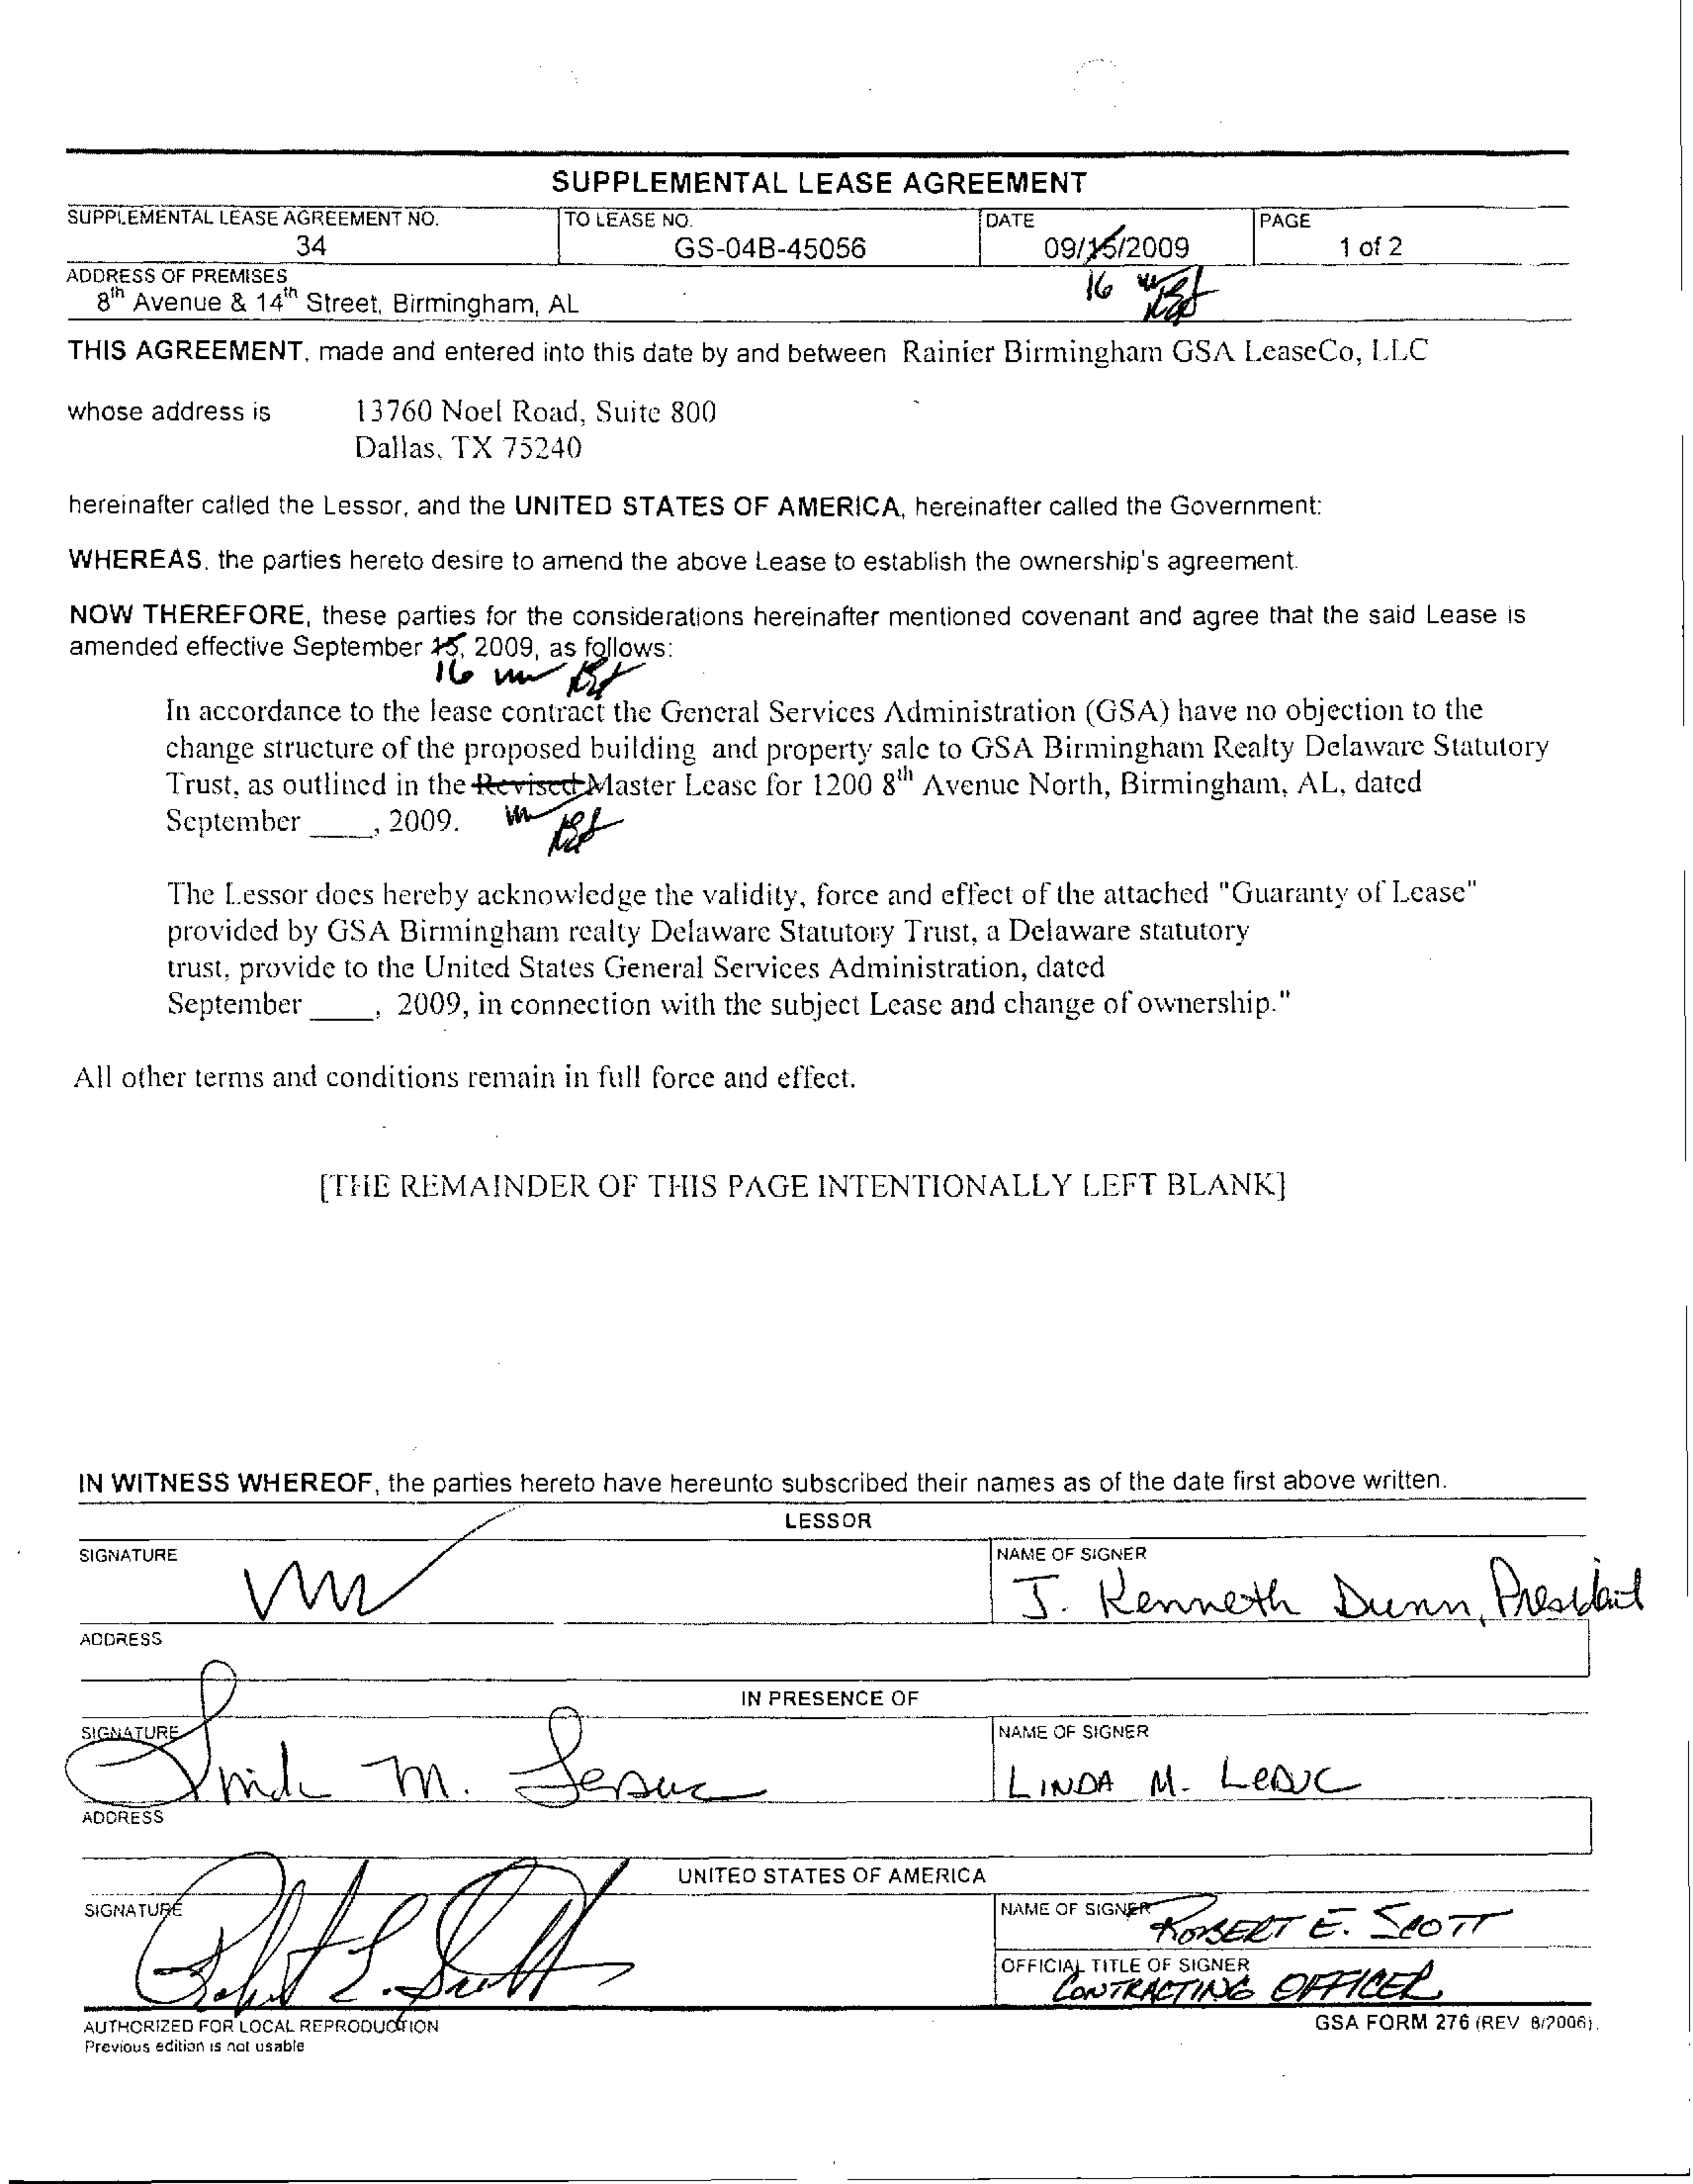 SUPPLEMENTAL LEASE AGREEMENT
SUPPLEMENTAL LEASE AGREEMENT NO.
34
TO LEASE NO.
GS-04B-45056
DATE
09/15/2009
16
PAGE
1 of 2
ADDRESS OF PREMISES
8th Avenue & 14th Street, Birmingham, AL
THIS AGREEMENT, made and entered into this date by and between Rainier Birmingham GSA LeaseCo, LLC
whose address is 13760 Noel Road, Suite 800
Dallas, TX 75240
hereinafter called the Lessor, and the UNITED STATES OF AMERICA, hereinafter called the Government:
WHEREAS, the parties hereto desire to amend the above Lease to establish the ownership's agreement.
NOW THEREFORE, these parties for the considerations hereinafter mentioned covenant and agree that the said Lease is
amended effective September 15, 2009, as follows:
16
In accordance to the lease contract the General Services Administration (GSA) have no objection to the
change structure of the proposed building and property sale to GSA Birmingham Realty Delaware Statutory
Trust, as outlined in the Revised Master Lease for 1200 8th Avenue North, Birmingham, AL, dated
September ____, 2009.
The Lessor does hereby acknowledge the validity, force and effect of the attached "Guaranty of Lease"
provided by GSA Birmingham realty Delaware Statutory Trust, a Delaware statutory
trust, provide to the United States General Services Administration, dated
September ____, 2009, in connection with the subject Lease and change of ownership."
All other terms and conditions remain in full force and effect.
[THE REMAINDER OF THIS PAGE INTENTIONALLY LEFT BLANK]
IN WITNESS WHEREOF, the parties hereto have hereunto subscribed their names as of the date first above written.
LESSOR
SIGNATURE
NAME OF SIGNER
J. Kenneth Dunn, President
ADDRESS
IN PRESENCE OF
SIGNATURE
Linda M. Leduc
NAME OF SIGNER
LINDA M. LeDUC
ADDRESS
UNITED STATES OF AMERICA
SIGNATURE
Robert E. Scott
NAME OF SIGNER
ROBERT E. SCOTT
OFFICIAL TITLE OF SIGNER
CONTRACTING OFFICER
AUTHORIZED FOR LOCAL REPRODUCTION
Previous edition is not usable
GSA FORM 276 (REV 8/2006).